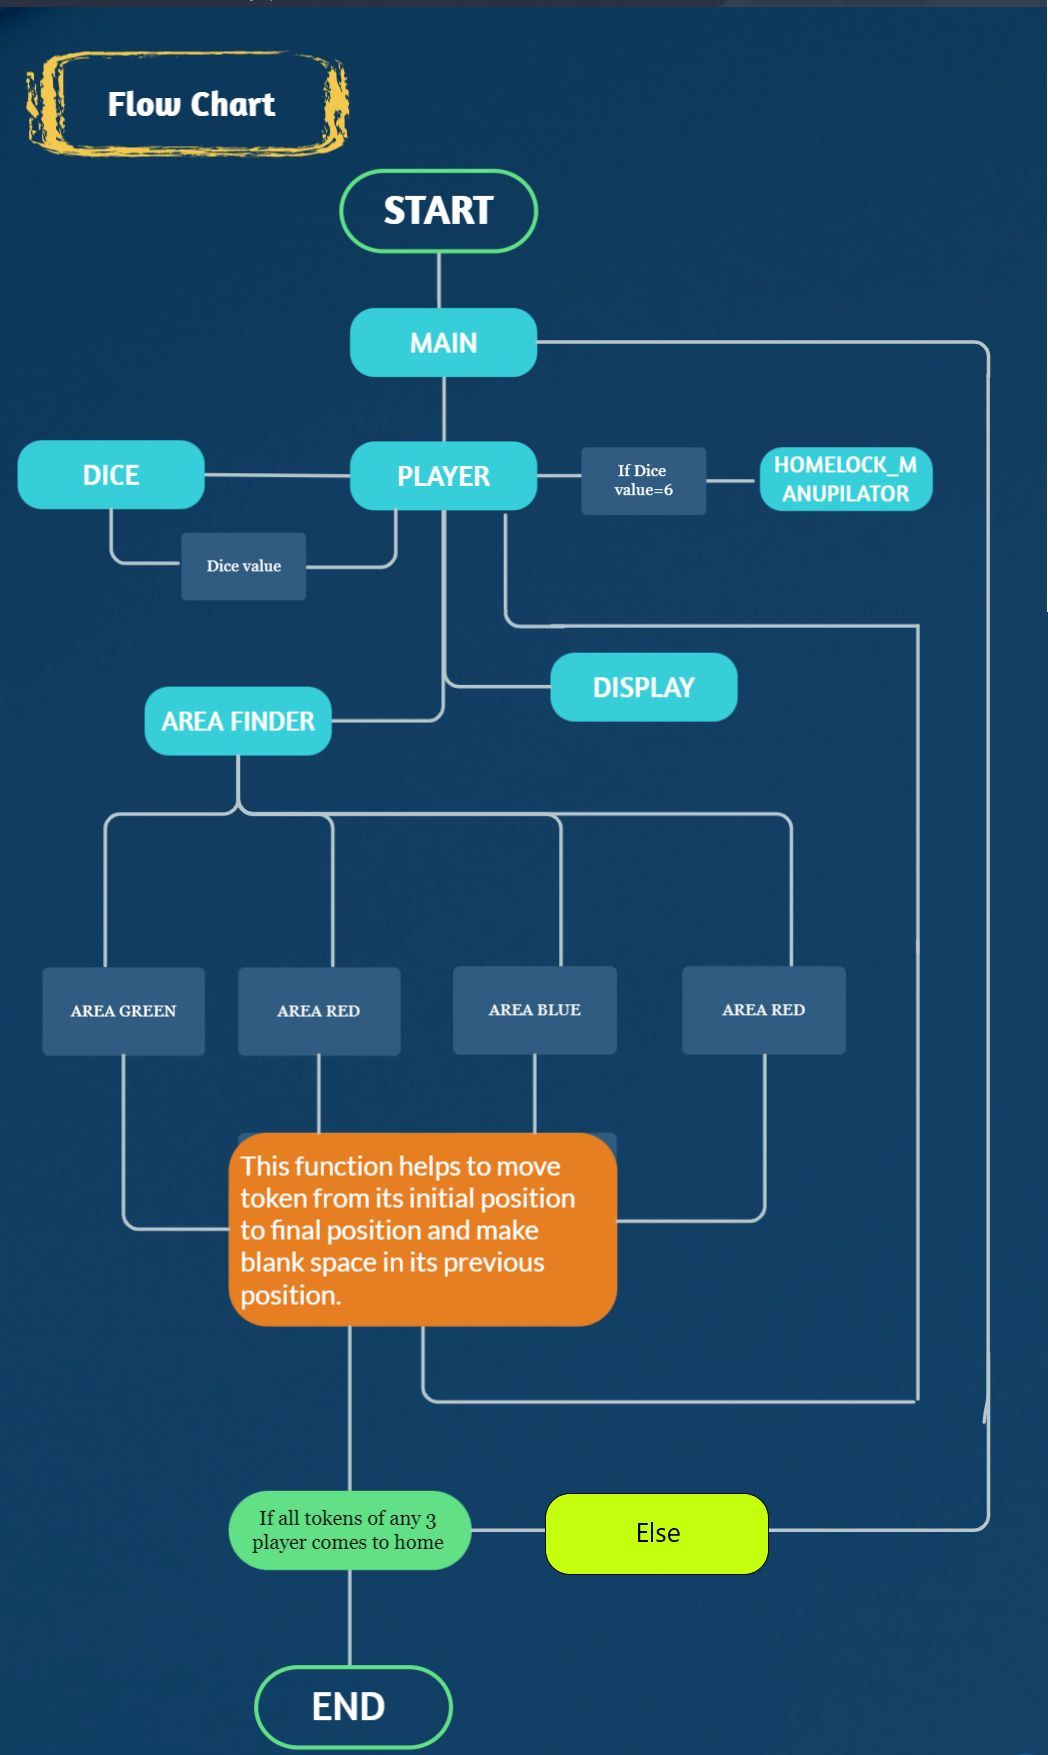 Flow Chart
START
MAIN
DICE
PLAYER
If Dice
value=6
HOMELOCK_M
ANUPILATOR
Dice value
DISPLAY
AREA FINDER
AREA GREEN
AREA RED
AREA BLUE
AREA RED
This function helps to move
token from its initial position
to final position and make
blank space in its previous
position.
If all tokens of any 3
player comes to home
Else
END